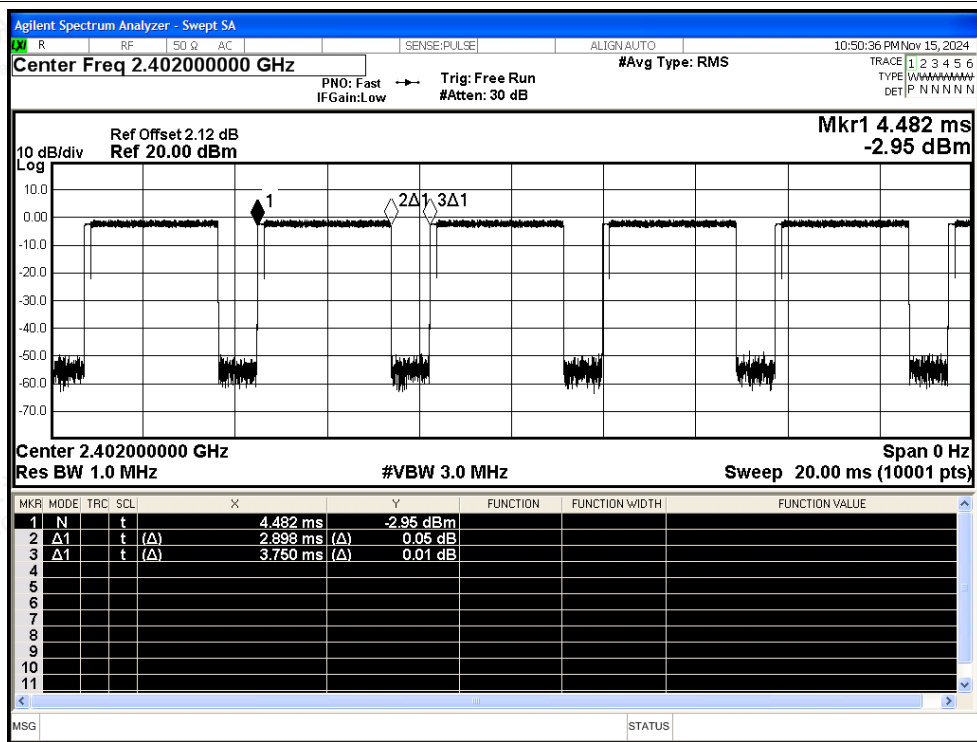 Agilent Spectrum Analyzer - Swept SA
LXI R RF 50 Ω AC SENSE:PULSE ALIGN AUTO 10:50:36 PM Nov 15, 2024
Center Freq 2.402000000 GHz #Avg Type: RMS TRACE 1 2 3 4 5 6
PNO: Fast Trig: Free Run TYPE WWWWWW
IFGain:Low #Atten: 30 dB DET P N N N N N
Mkr1 4.482 ms
Ref Offset 2.12 dB
10 dB/div Ref 20.00 dBm -2.95 dBm
Log
10.0
1 2Δ1 3Δ1
0.00
-10.0
-20.0
-30.0
-40.0
-50.0
-60.0
-70.0
Center 2.402000000 GHz Span 0 Hz
Res BW 1.0 MHz #VBW 3.0 MHz Sweep 20.00 ms (10001 pts)
MKR MODE TRC SCL X Y FUNCTION FUNCTION WIDTH FUNCTION VALUE
1 N t 4.482 ms -2.95 dBm
2 Δ1 t (Δ) 2.898 ms (Δ) 0.05 dB
3 Δ1 t (Δ) 3.750 ms (Δ) 0.01 dB
4
5
6
7
8
9
10
11
MSG STATUS